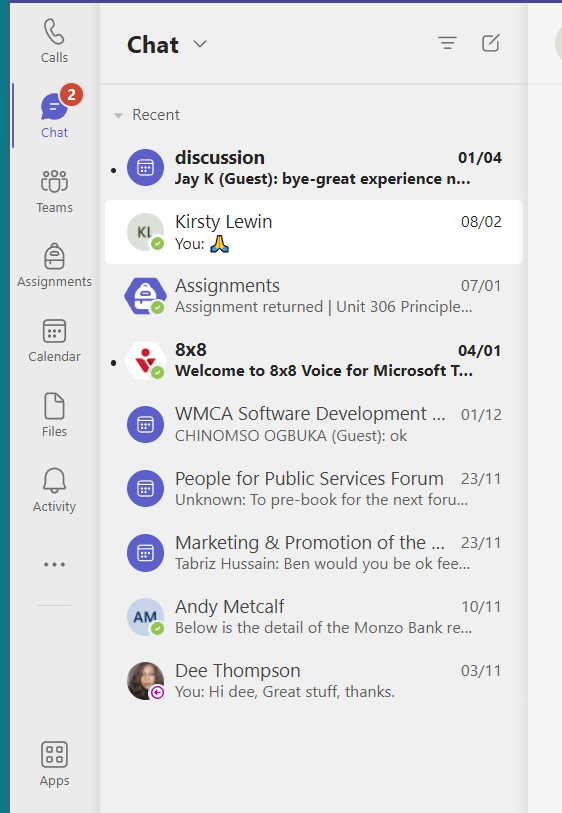 Calls
2
Chat
Teams
Assignments
Calendar
Files
Activity
Apps
Chat
Recent
discussion 01/04
Jay K (Guest): bye-great experience n...
KL
Kirsty Lewin 08/02
You: 🙏
Assignments 07/01
Assignment returned | Unit 306 Principle...
8x8 04/01
Welcome to 8x8 Voice for Microsoft T...
WMCA Software Development ... 01/12
CHINOMSO OGBUKA (Guest): ok
People for Public Services Forum 23/11
Unknown: To pre-book for the next foru...
Marketing & Promotion of the ... 23/11
Tabriz Hussain: Ben would you be ok fee...
AM
Andy Metcalf 10/11
Below is the detail of the Monzo Bank re...
Dee Thompson 03/11
You: Hi dee, Great stuff, thanks.